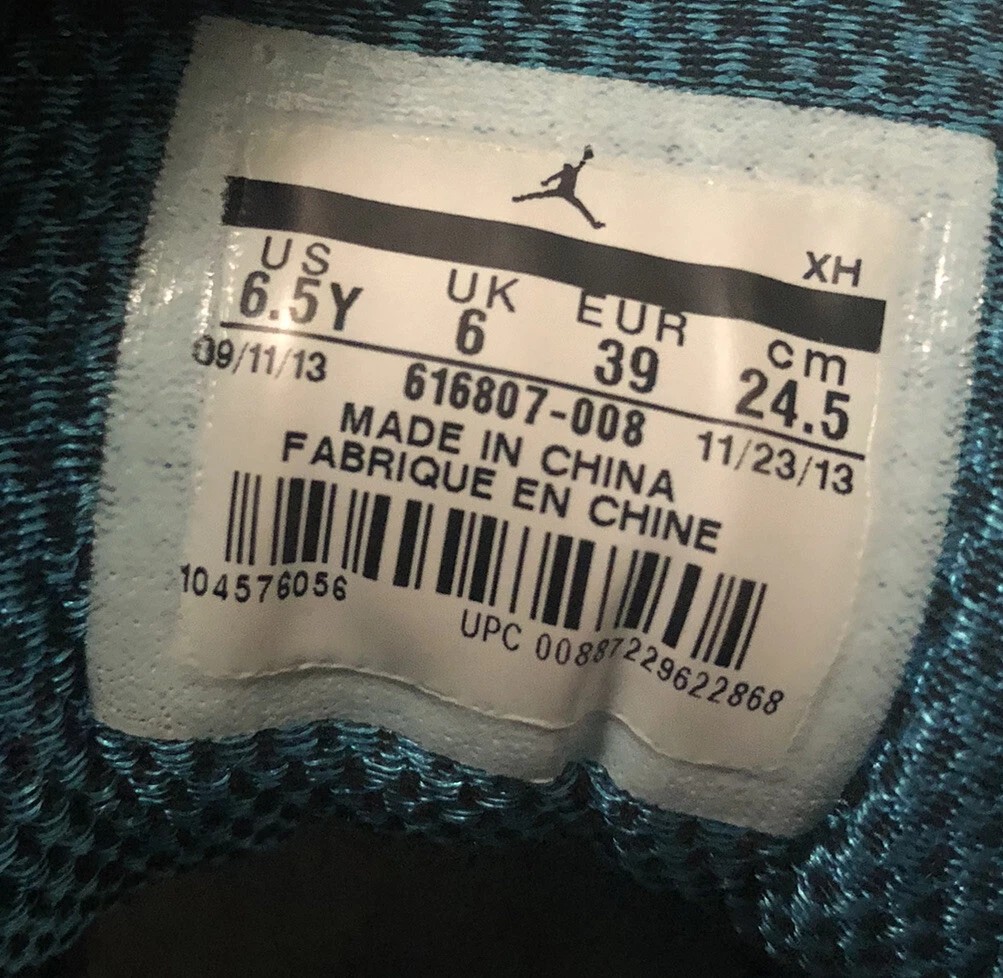 XH
US UK EUR cm
6.5Y 6 39 24.5
09/11/13 616807-008 11/23/13
MADE IN CHINA
FABRIQUE EN CHINE
104576056
UPC 00887229622868